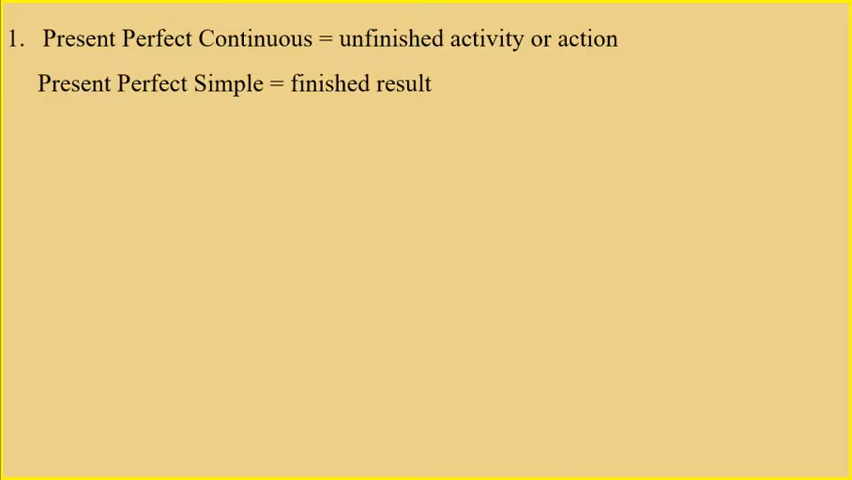 1. Present Perfect Continuous = unfinished activity or action
Present Perfect Simple = finished result